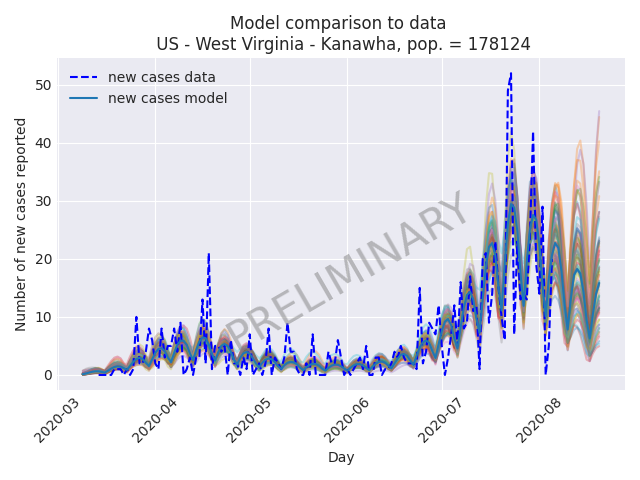 Model comparison to data
US - West Virginia - Kanawha, pop. = 178124
new cases data
new cases model
Number of new cases reported
50
40
30
20
10
0
PRELIMINARY
2020-03
2020-04
2020-05
2020-06
2020-07
2020-08
Day